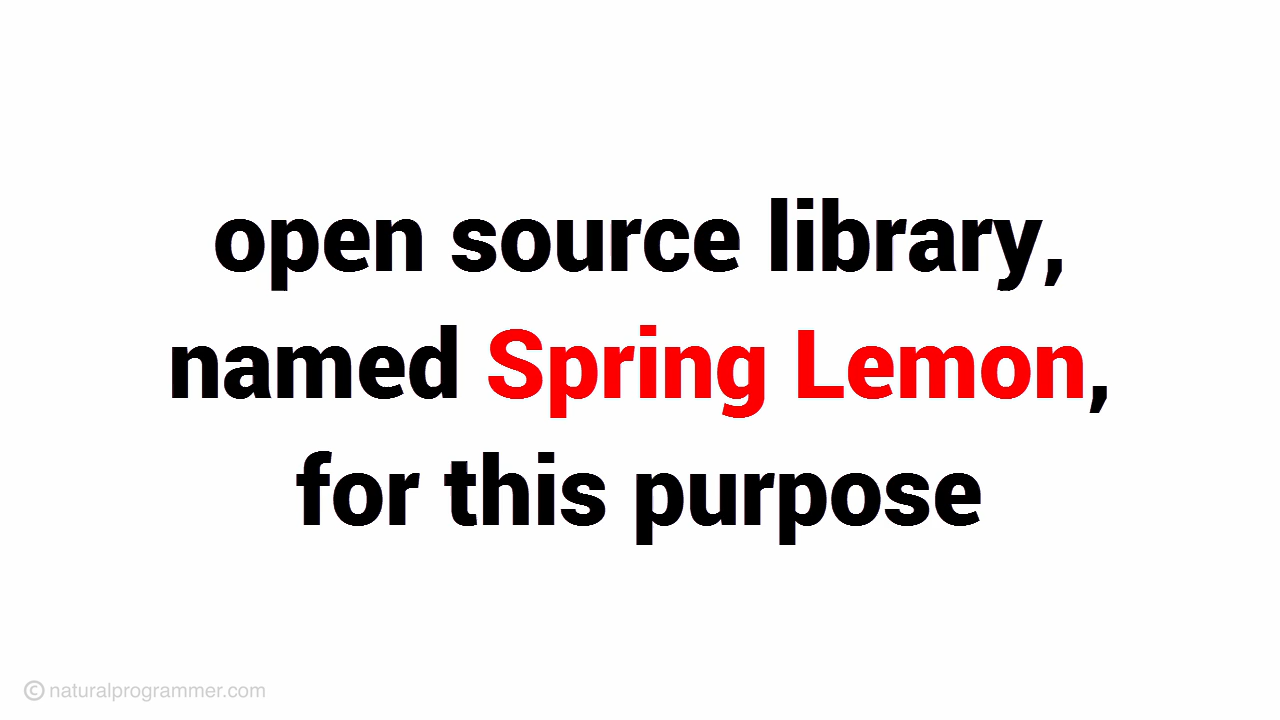 open source library,
named Spring Lemon,
for this purpose
© naturalprogrammer.com